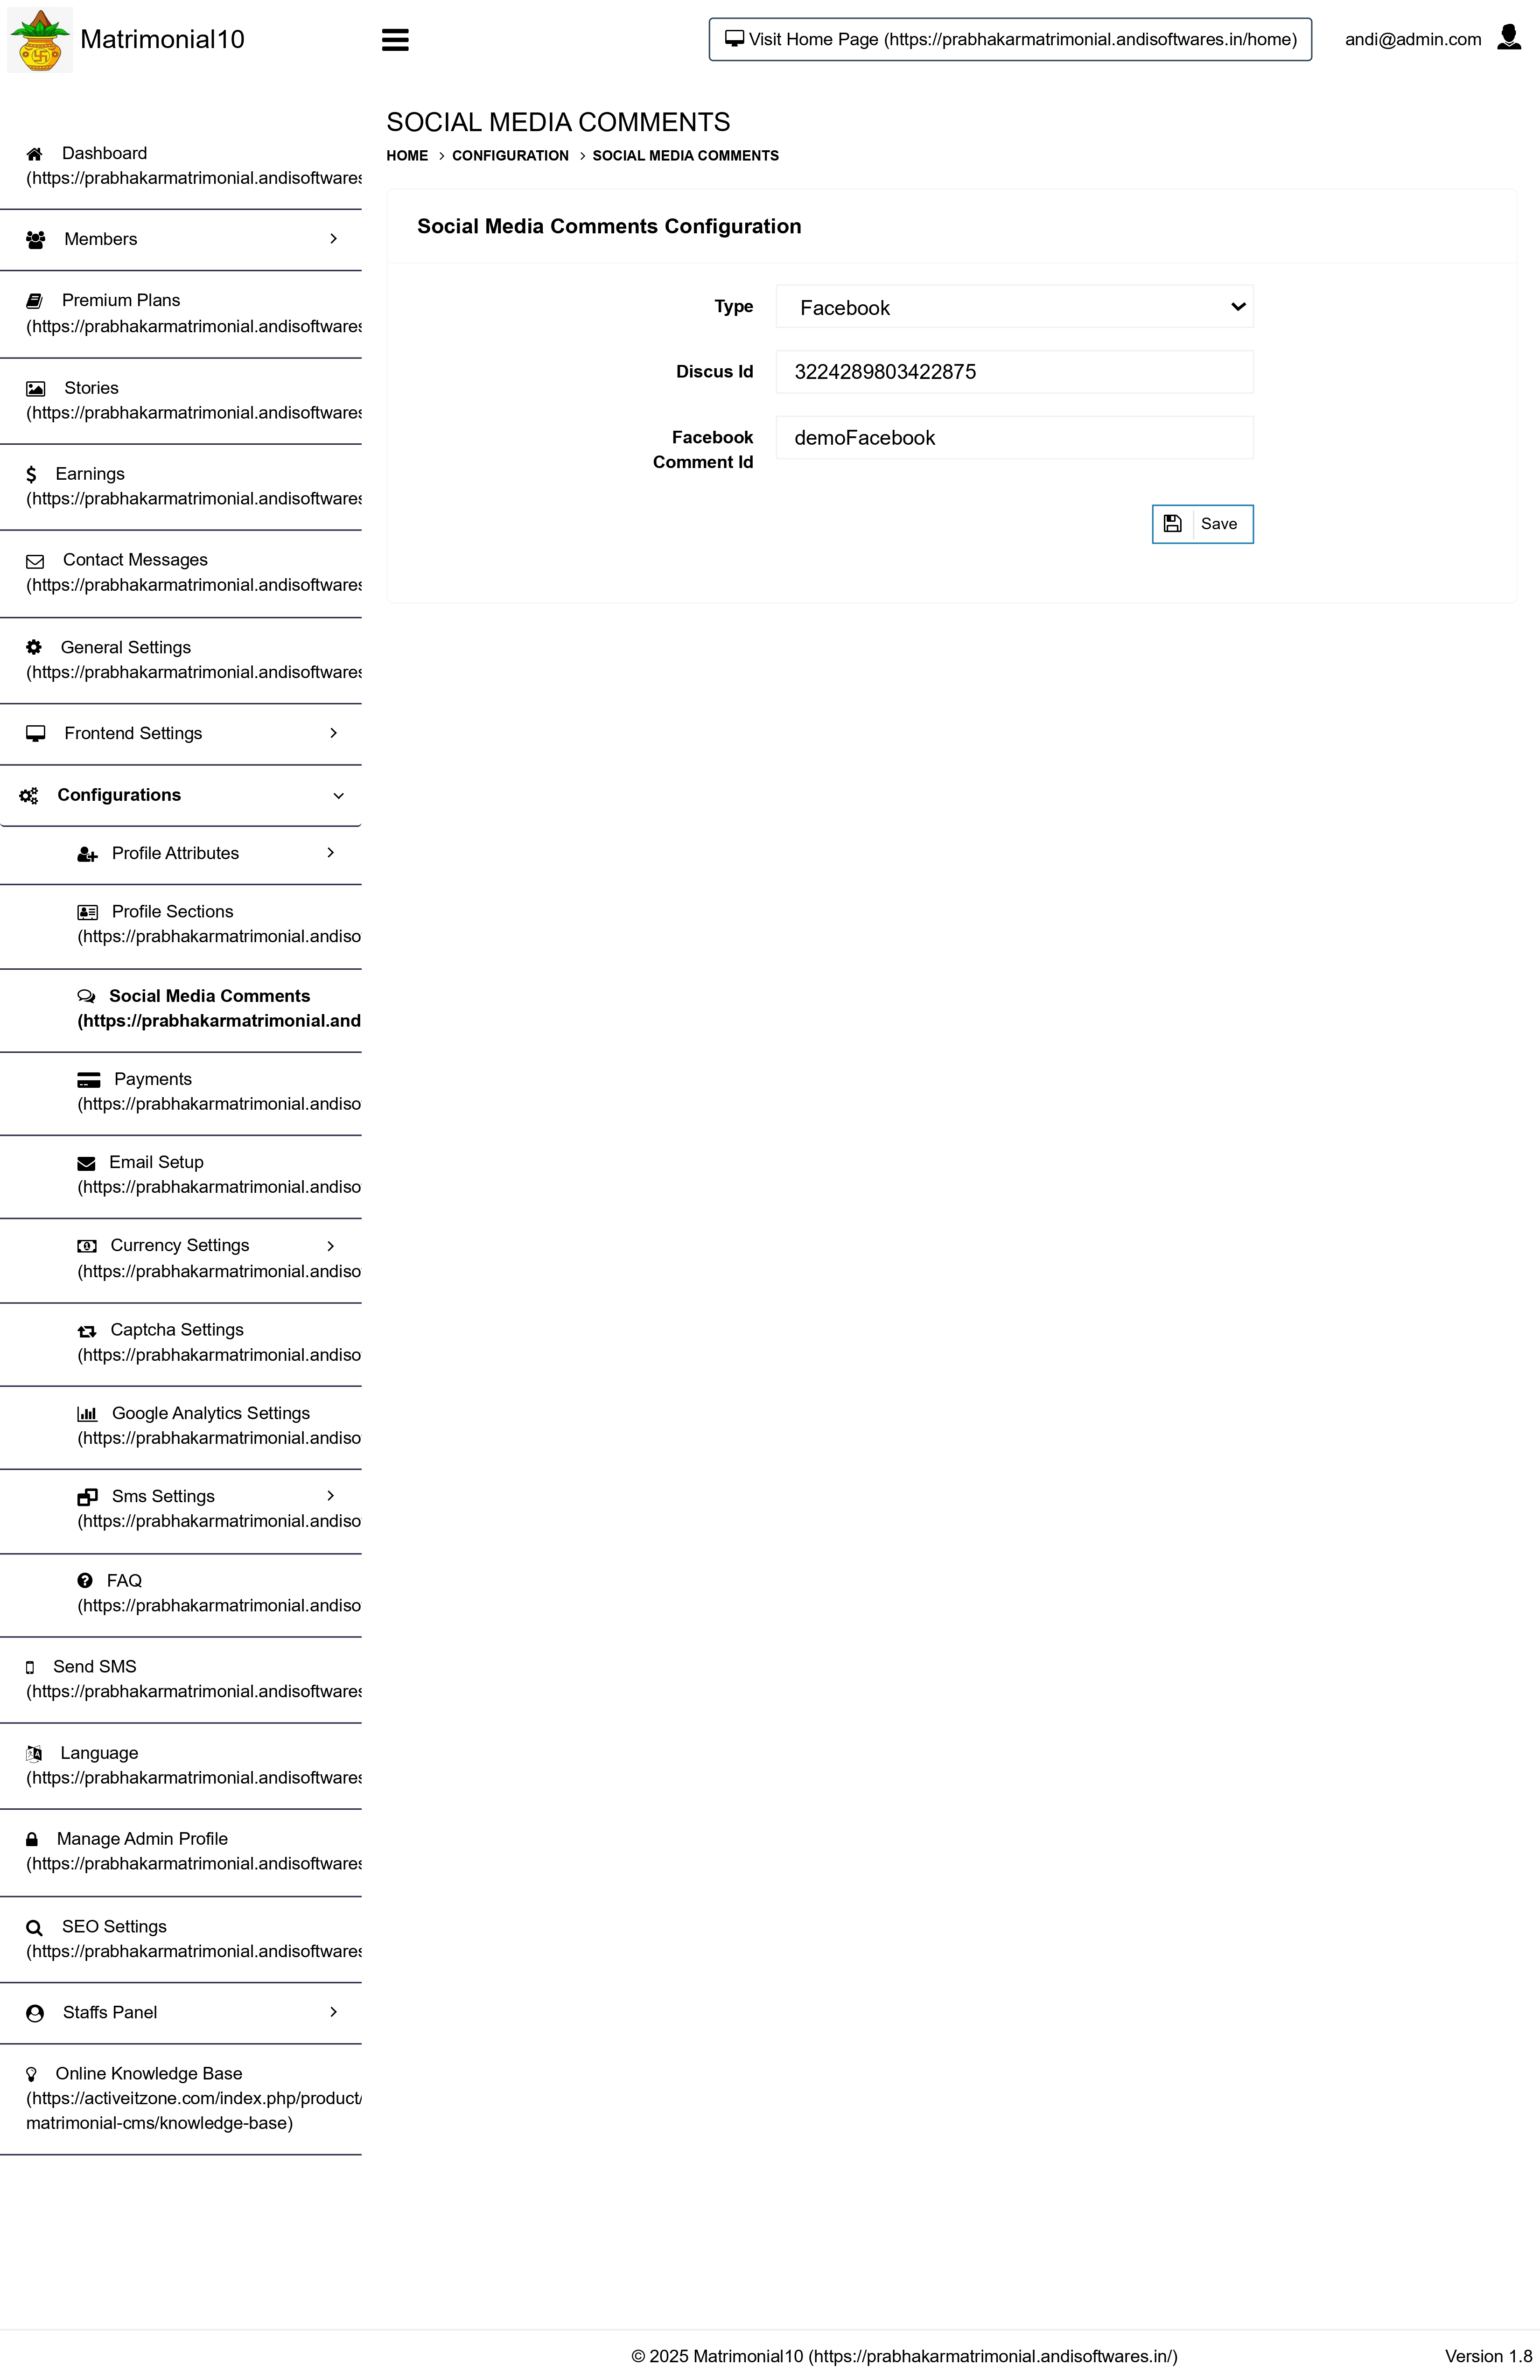 Matrimonial10
Visit Home Page (https://prabhakarmatrimonial.andisoftwares.in/home)
andi@admin.com
Dashboard
(https://prabhakarmatrimonial.andisoftwares
Members
Premium Plans
(https://prabhakarmatrimonial.andisoftwares
Stories
(https://prabhakarmatrimonial.andisoftwares
Earnings
(https://prabhakarmatrimonial.andisoftwares
Contact Messages
(https://prabhakarmatrimonial.andisoftwares
General Settings
(https://prabhakarmatrimonial.andisoftwares
Frontend Settings
Configurations
Profile Attributes
Profile Sections
(https://prabhakarmatrimonial.andiso
Social Media Comments
(https://prabhakarmatrimonial.and
Payments
(https://prabhakarmatrimonial.andiso
Email Setup
(https://prabhakarmatrimonial.andiso
Currency Settings
(https://prabhakarmatrimonial.andiso
Captcha Settings
(https://prabhakarmatrimonial.andiso
Google Analytics Settings
(https://prabhakarmatrimonial.andiso
Sms Settings
(https://prabhakarmatrimonial.andiso
FAQ
(https://prabhakarmatrimonial.andiso
Send SMS
(https://prabhakarmatrimonial.andisoftwares
Language
(https://prabhakarmatrimonial.andisoftwares
Manage Admin Profile
(https://prabhakarmatrimonial.andisoftwares
SEO Settings
(https://prabhakarmatrimonial.andisoftwares
Staffs Panel
Online Knowledge Base
(https://activeitzone.com/index.php/product/
matrimonial-cms/knowledge-base)
SOCIAL MEDIA COMMENTS
HOME > CONFIGURATION > SOCIAL MEDIA COMMENTS
Social Media Comments Configuration
Type Facebook
Discus Id 3224289803422875
Facebook demoFacebook
Comment Id
Save
© 2025 Matrimonial10 (https://prabhakarmatrimonial.andisoftwares.in/)
Version 1.8